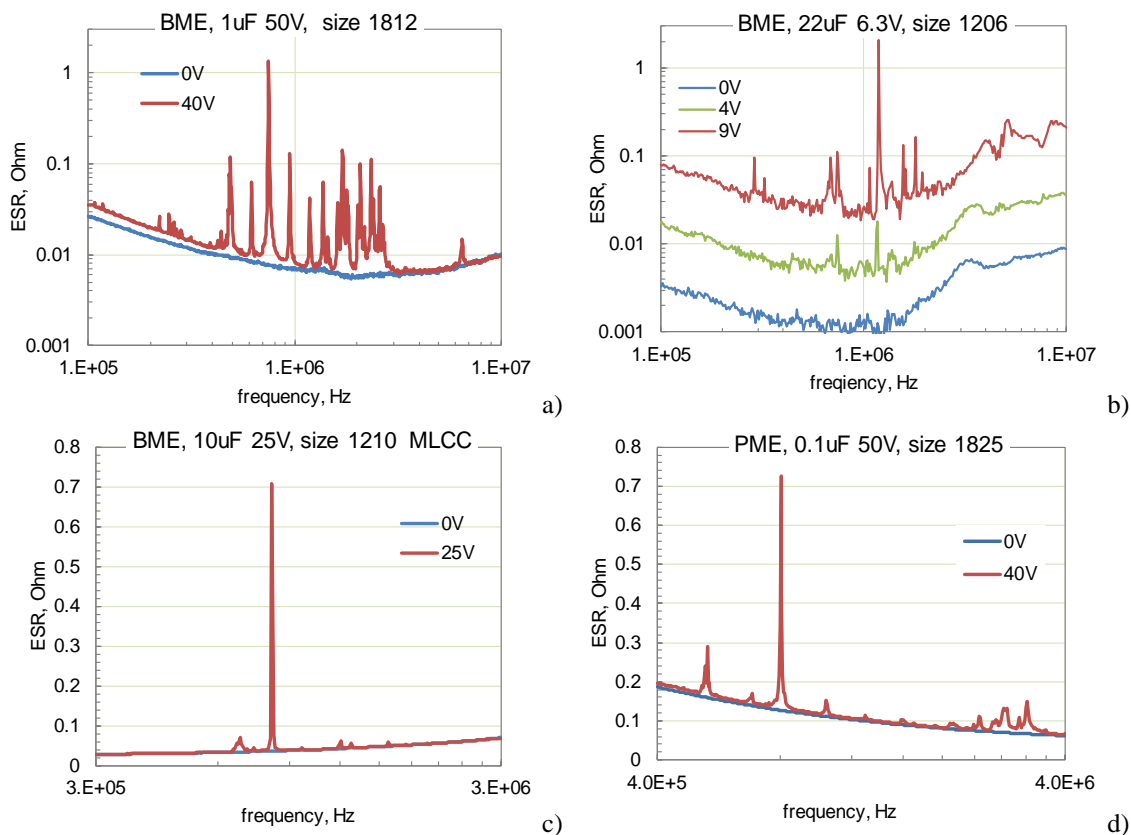 BME, 1uF 50V, size 1812
1
0.1
0.01
0.001
ESR, Ohm
0V
40V
1.E+05
1.E+06
1.E+07
frequency, Hz
a)
BME, 22uF 6.3V, size 1206
1
0.1
0.01
0.001
ESR, Ohm
0V
4V
9V
1.E+05
1.E+06
1.E+07
freqiency, Hz
b)
BME, 10uF 25V, size 1210 MLCC
0.8
0.7
0.6
0.5
0.4
0.3
0.2
0.1
0
ESR, Ohm
0V
25V
3.E+05
3.E+06
frequency, Hz
c)
PME, 0.1uF 50V, size 1825
0.8
0.7
0.6
0.5
0.4
0.3
0.2
0.1
0
ESR, Ohm
0V
40V
4.0E+5
4.0E+6
frequency, Hz
d)